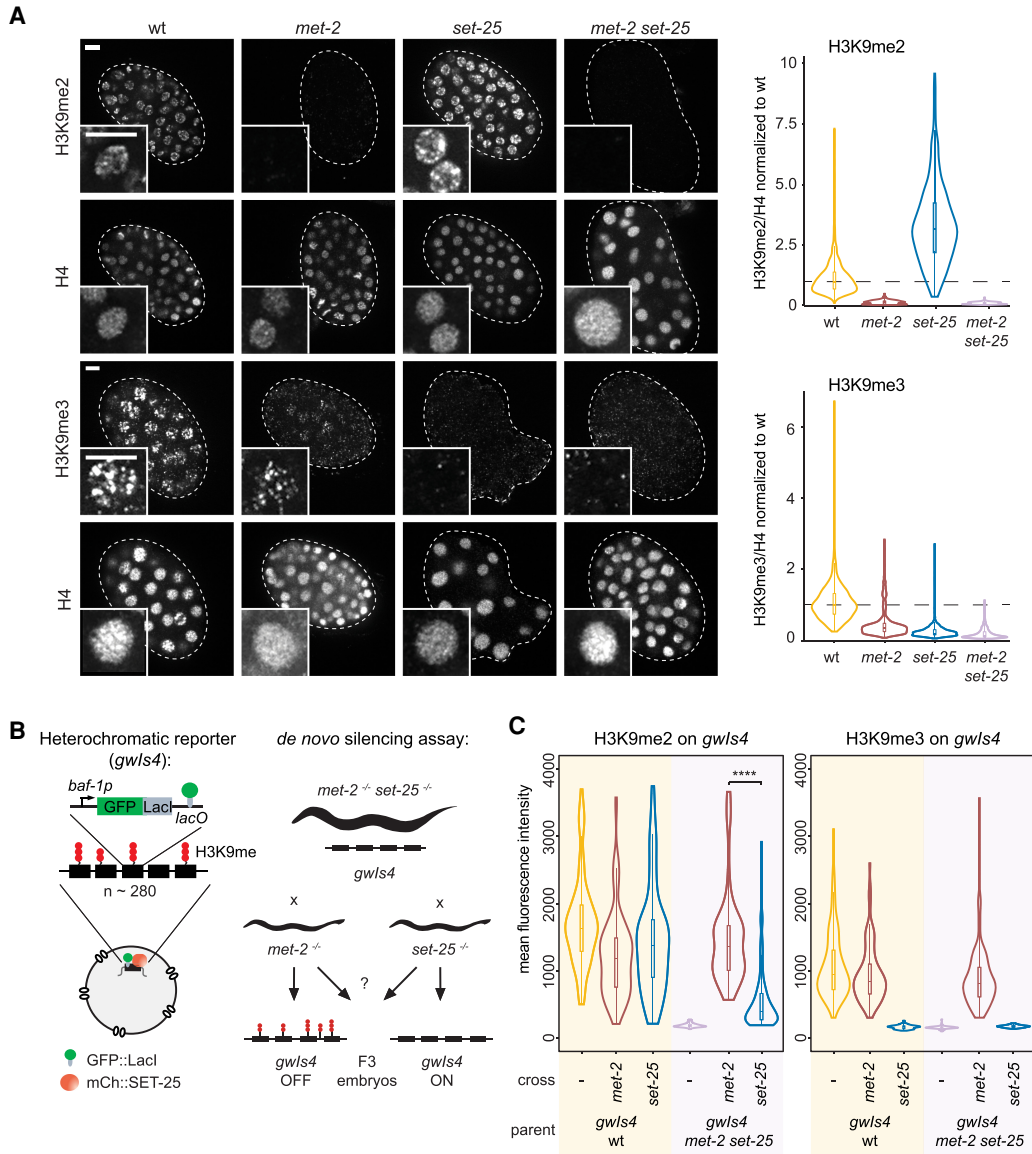 A
wt
met-2
set-25
met-2 set-25
H3K9me2
H4
H3K9me3
H4
H3K9me2
H3K9me2/H4 normalized to wt
10
7.5
5.0
2.5
0
wt
met-2
set-25
met-2
set-25
H3K9me3
H3K9me3/H4 normalized to wt
6
4
2
0
wt
met-2
set-25
met-2
set-25
B
Heterochromatic reporter
(gwIs4):
baf-1p
GFP
LacI
lacO
H3K9me
n ~ 280
GFP::LacI
mCh::SET-25
de novo silencing assay:
met-2 -/- set-25 -/-
gwIs4
x
x
met-2 -/-
set-25 -/-
?
gwIs4
OFF
F3
embryos
gwIs4
ON
C
H3K9me2 on gwIs4
H3K9me3 on gwIs4
mean fluorescence intensity
4000
3000
2000
1000
0
****
4000
3000
2000
1000
0
cross
-
met-2
set-25
-
met-2
set-25
-
met-2
set-25
-
met-2
set-25
parent
gwIs4
wt
gwIs4
met-2 set-25
gwIs4
wt
gwIs4
met-2 set-25